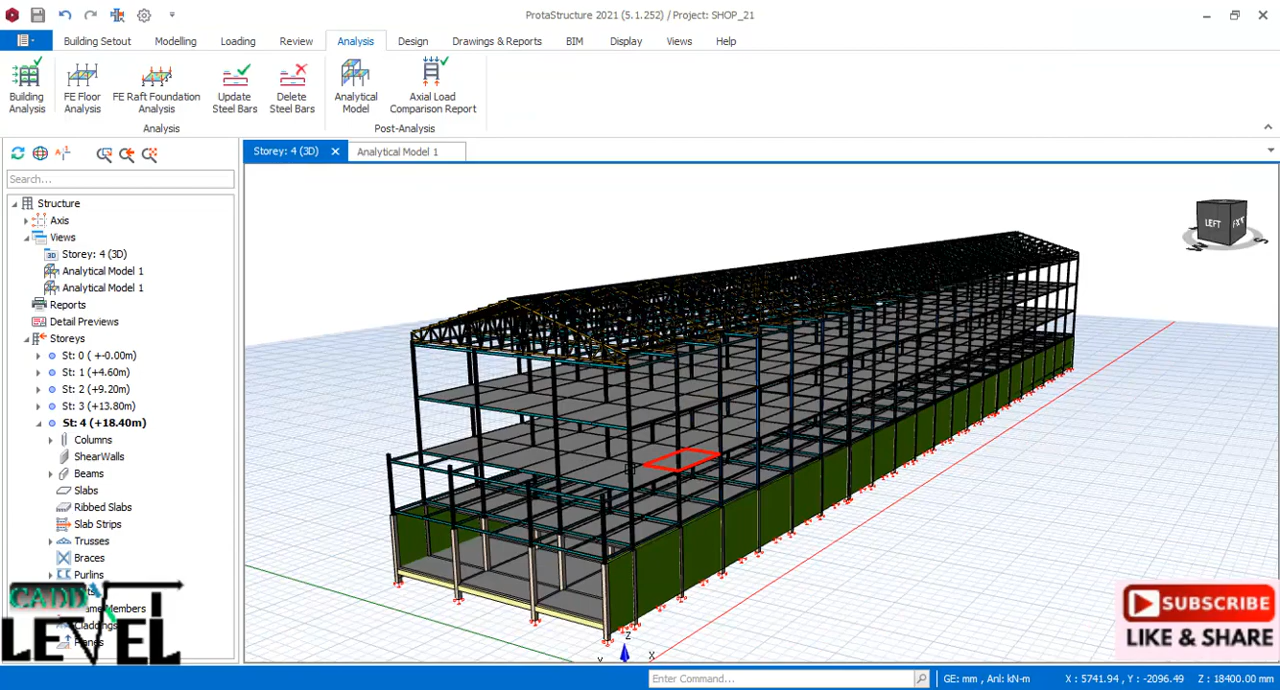 ProtaStructure 2021 (5.1.252) / Project: SHOP_21
Building Setout Modelling Loading Review Analysis Design Drawings & Reports BIM Display Views Help
Building Analysis
FE Floor Analysis
FE Raft Foundation Analysis
Update Steel Bars
Delete Steel Bars
Analytical Model
Axial Load Comparison Report
Analysis
Post-Analysis
Storey: 4 (3D)
Analytical Model 1
Search...
Structure
Axis
Views
Storey: 4 (3D)
Analytical Model 1
Analytical Model 1
Reports
Detail Previews
Storeys
St: 0 ( +-0.00m)
St: 1 (+4.60m)
St: 2 (+9.20m)
St: 3 (+13.80m)
St: 4 (+18.40m)
Columns
ShearWalls
Beams
Slabs
Ribbed Slabs
Slab Strips
Trusses
Braces
Purlins
Members
Claddings
CADD
LEVEL
LEFT
X
Y
Z
SUBSCRIBE
LIKE & SHARE
Enter Command...
GE: mm , Anl: kN-m
X : 5741.94 , Y : -2096.49
Z : 18400.00 mm